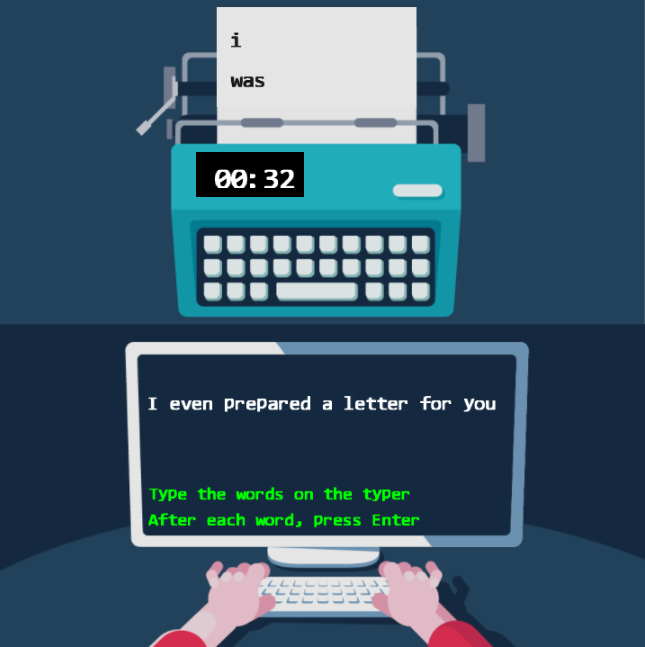 i
was
00:32
I even prepared a letter for you
Type the words on the typer
After each word, press Enter